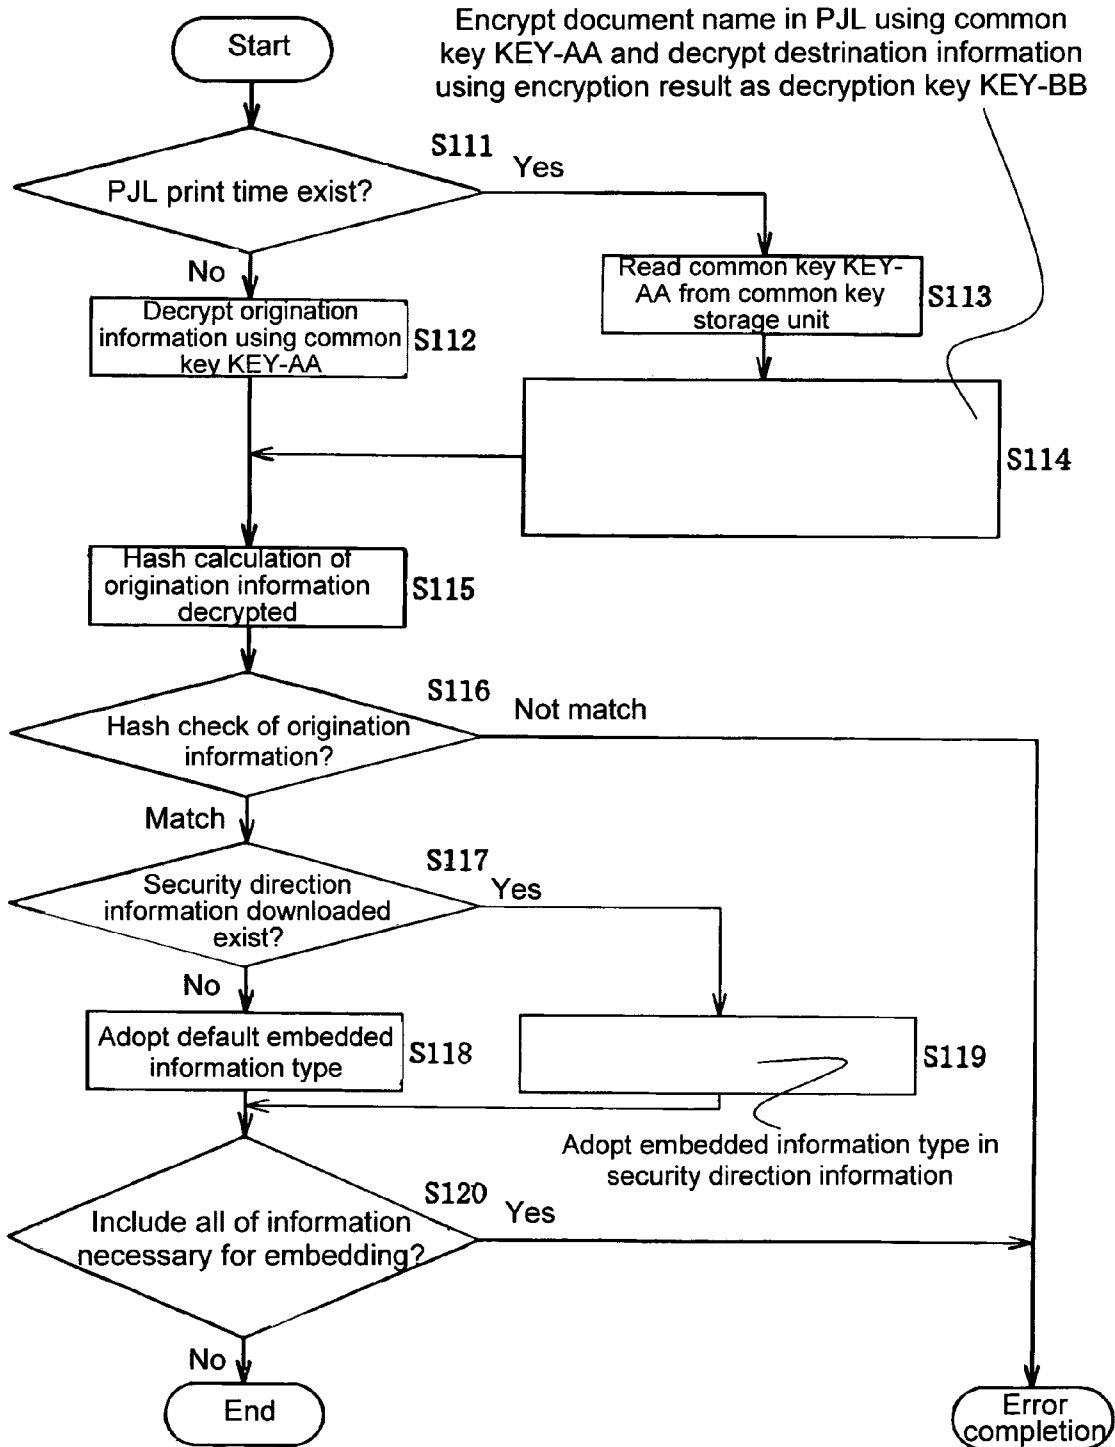 Encrypt document name in PJL using common
key KEY-AA and decrypt destrination information
using encryption result as decryption key KEY-BB
Start
S111
Yes
PJL print time exist?
No
Read common key KEY-
AA from common key
storage unit
S113
Decrypt origination
information using common
key KEY-AA
S112
S114
Hash calculation of
origination information
decrypted
S115
S116
Not match
Hash check of origination
information?
Match
S117
Yes
Security direction
information downloaded
exist?
No
Adopt default embedded
information type
S118
S119
Adopt embedded information type in
security direction information
S120
Yes
Include all of information
necessary for embedding?
No
End
Error
completion